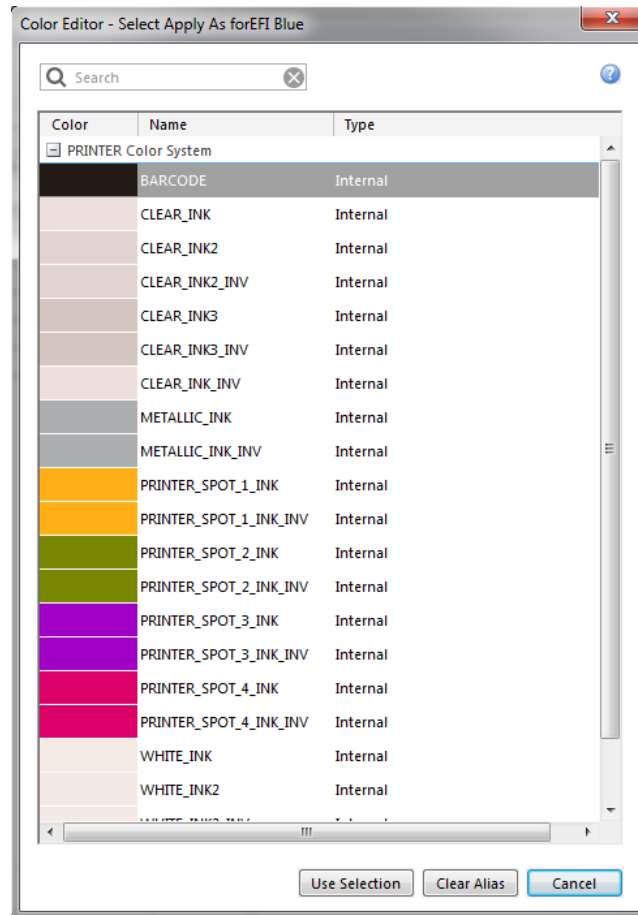 Color Editor - Select Apply As forEFI Blue
Search
Color Name Type
PRINTER Color System
BARCODE Internal
CLEAR_INK Internal
CLEAR_INK2 Internal
CLEAR_INK2_INV Internal
CLEAR_INK3 Internal
CLEAR_INK3_INV Internal
CLEAR_INK_INV Internal
METALLIC_INK Internal
METALLIC_INK_INV Internal
PRINTER_SPOT_1_INK Internal
PRINTER_SPOT_1_INK_INV Internal
PRINTER_SPOT_2_INK Internal
PRINTER_SPOT_2_INK_INV Internal
PRINTER_SPOT_3_INK Internal
PRINTER_SPOT_3_INK_INV Internal
PRINTER_SPOT_4_INK Internal
PRINTER_SPOT_4_INK_INV Internal
WHITE_INK Internal
WHITE_INK2 Internal
Use Selection Clear Alias Cancel